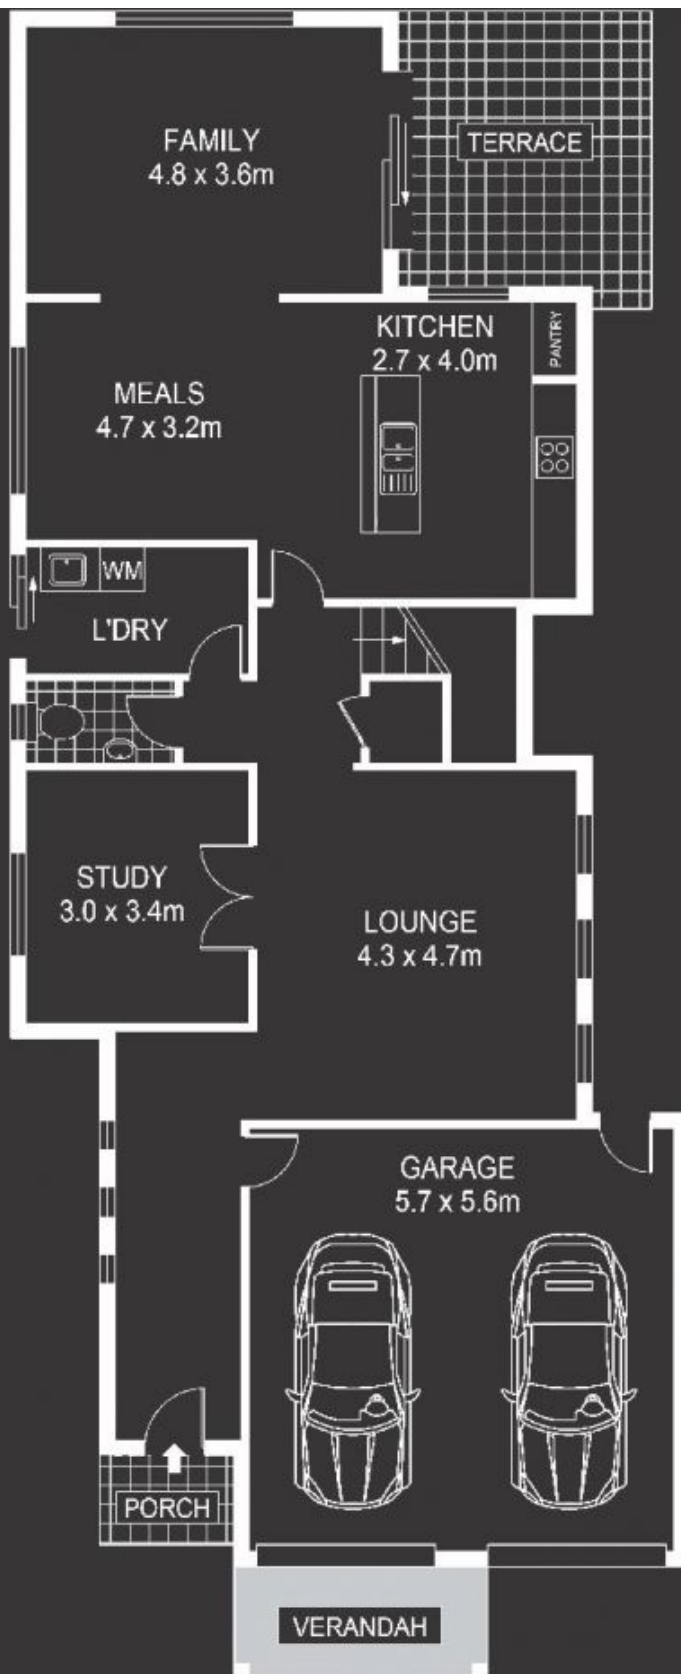 FAMILY
4.8 x 3.6m
TERRACE
KITCHEN
2.7 x 4.0m
PANTRY
MEALS
4.7 x 3.2m
WM
L'DRY
STUDY
3.0 x 3.4m
LOUNGE
4.3 x 4.7m
GARAGE
5.7 x 5.6m
PORCH
VERANDAH